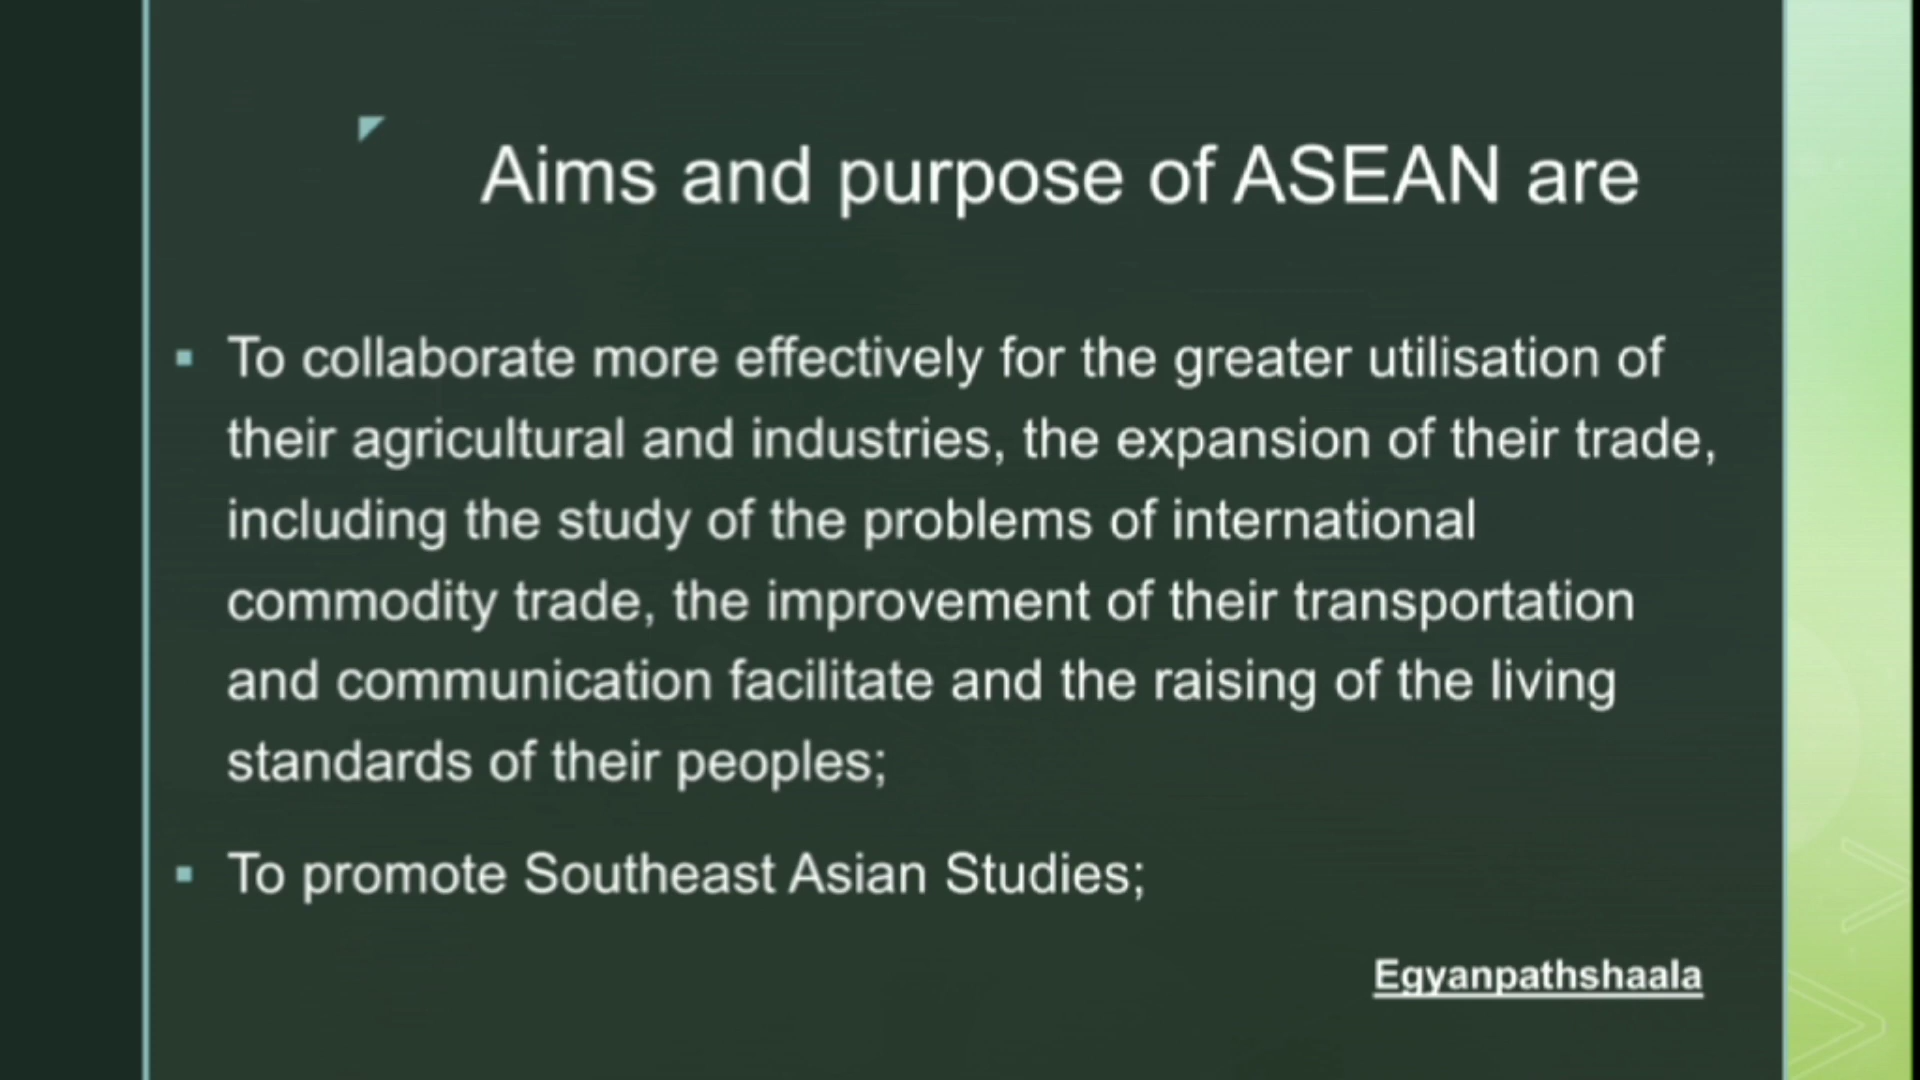 Aims and purpose of ASEAN are
To collaborate more effectively for the greater utilisation of
their agricultural and industries, the expansion of their trade,
including the study of the problems of international
commodity trade, the improvement of their transportation
and communication facilitate and the raising of the living
standards of their peoples;
To promote Southeast Asian Studies;
Egyanpathshaala